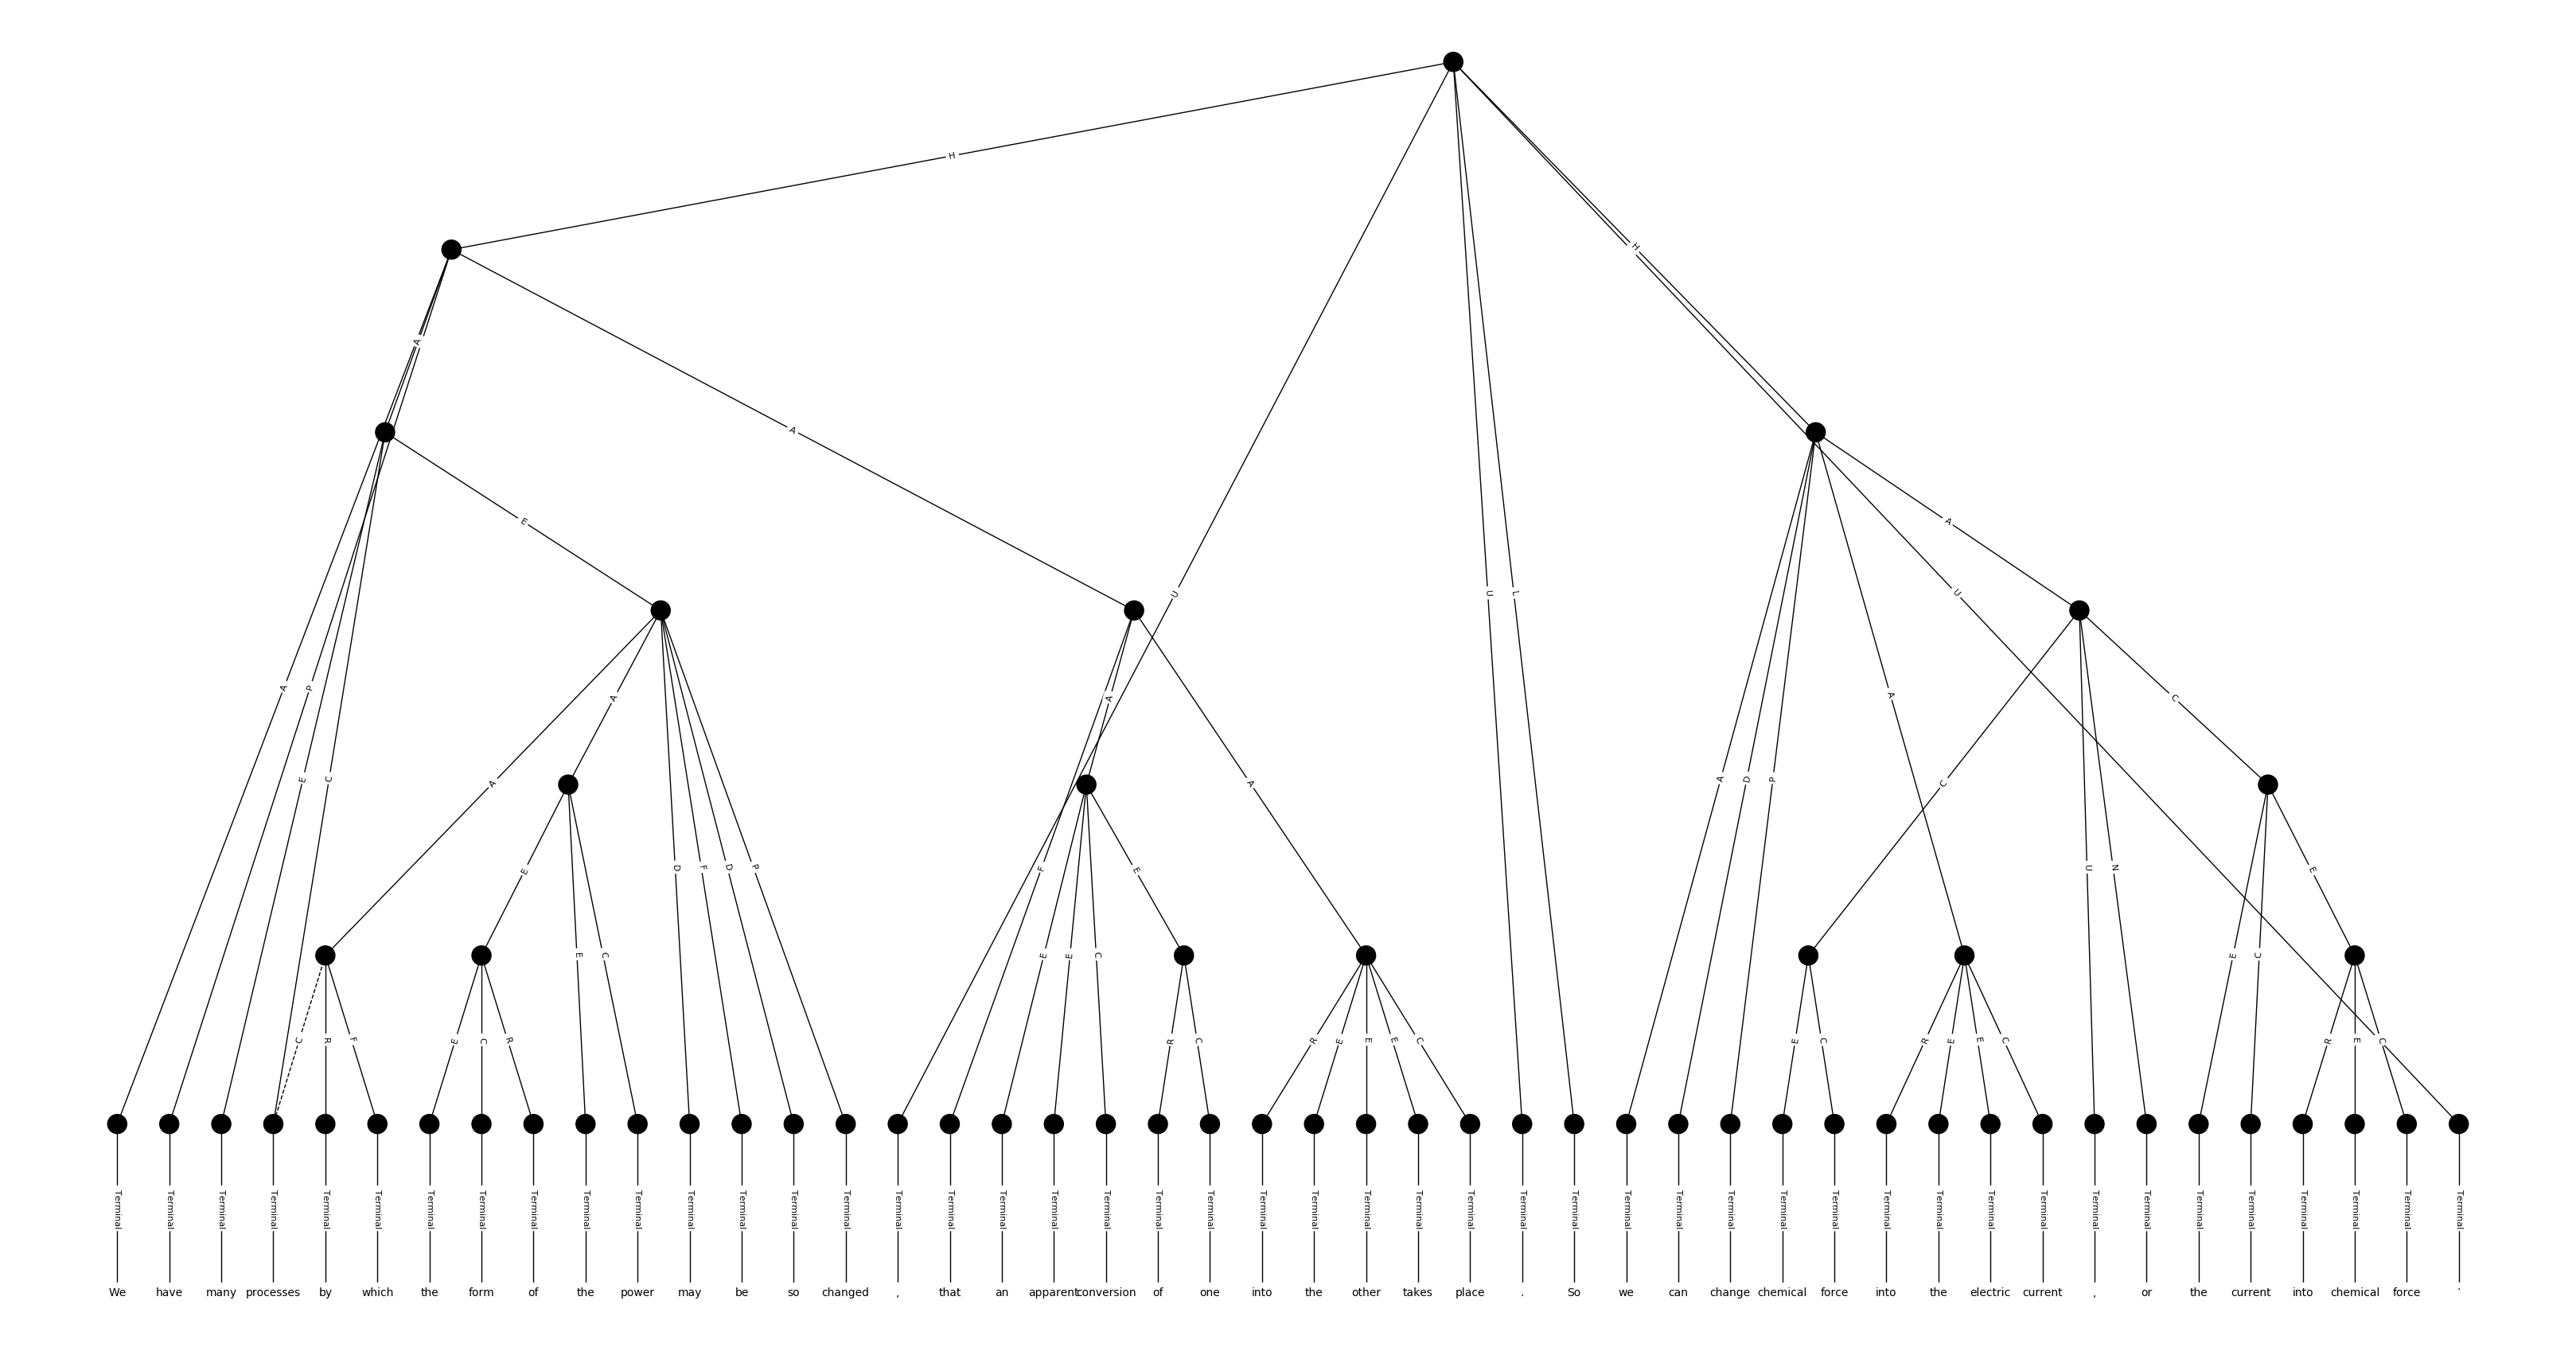 H
A
A
H
E
A
U
U
L
U
A
P
A
A
A
A
C
E
C
A
A
A
D
P
C
E
D
F
D
P
F
E
U
N
E
E
C
E
E
E
C
E
C
C
R
F
E
C
R
R
C
R
E
E
E
C
E
C
R
E
E
C
R
E
C
Terminal Terminal Terminal Terminal Terminal Terminal Terminal Terminal Terminal Terminal Terminal Terminal Terminal Terminal Terminal Terminal Terminal Terminal Terminal Terminal Terminal Terminal Terminal Terminal Terminal Terminal Terminal Terminal Terminal Terminal Terminal Terminal Terminal Terminal Terminal Terminal Terminal Terminal Terminal Terminal Terminal Terminal Terminal Terminal Terminal Terminal
We have many processes by which the form of the power may be so changed , that an apparent conversion of one into the other takes place . So we can change chemical force into the electric current , or the current into chemical force .